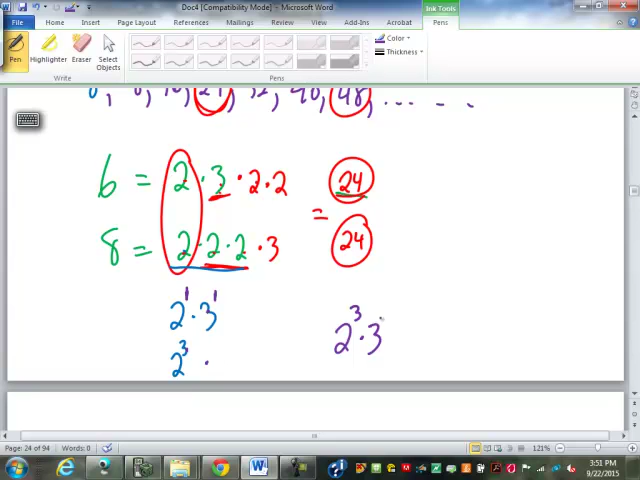 Doc4 [Compatibility Mode] - Microsoft Word
Ink Tools
File Home Insert Page Layout References Mailings Review View Add-Ins Acrobat Pens
Pen Highlighter Eraser Select Objects
Color
Thickness
Write
Pens
24, 40, 48, ......
6 = 2 · 3 · 2 · 2 = 24
8 = 2 · 2 · 2 · 3 24
2¹ · 3¹
2³ · 3
2³ ·
Page: 24 of 94 Words: 0 121%
3:51 PM
9/22/2015